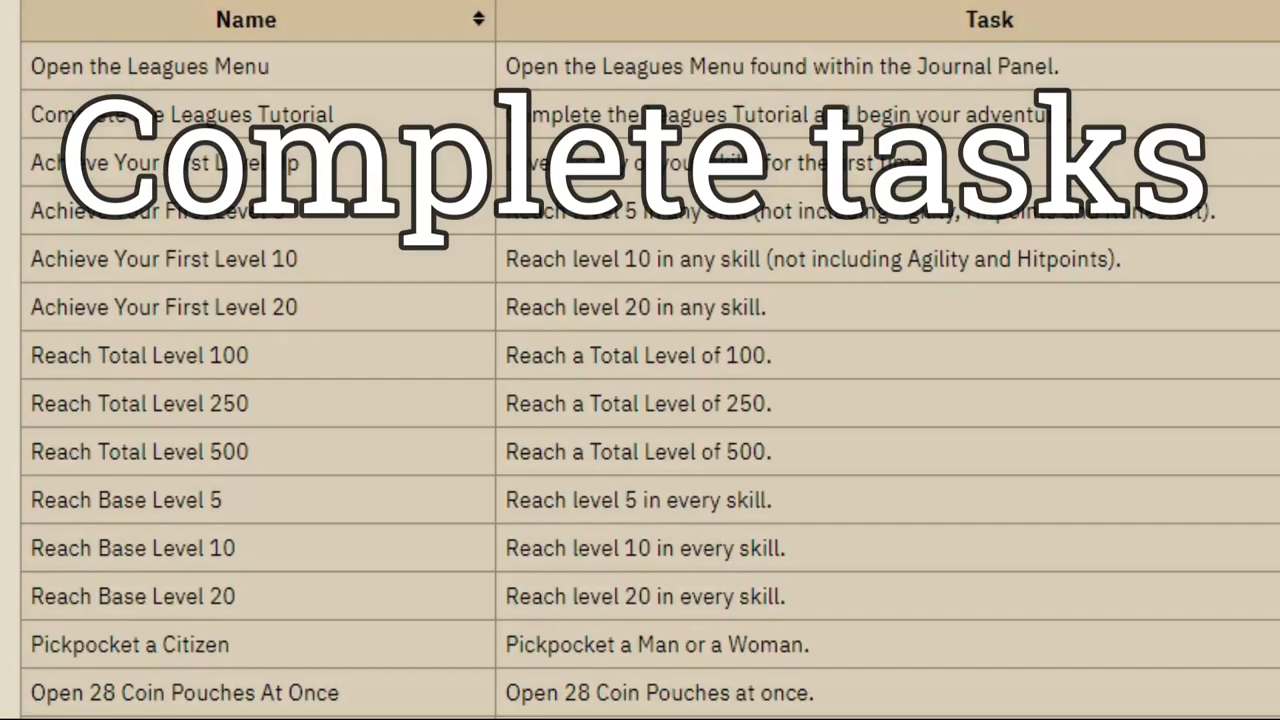 Name Task
Open the Leagues Menu Open the Leagues Menu found within the Journal Panel.
Complete tasks
Leagues Tutorial Leagues Tutorial begin your
Achieve Your First Level 10 Reach level 10 in any skill (not including Agility and Hitpoints).
Achieve Your First Level 20 Reach level 20 in any skill.
Reach Total Level 100 Reach a Total Level of 100.
Reach Total Level 250 Reach a Total Level of 250.
Reach Total Level 500 Reach a Total Level of 500.
Reach Base Level 5 Reach level 5 in every skill.
Reach Base Level 10 Reach level 10 in every skill.
Reach Base Level 20 Reach level 20 in every skill.
Pickpocket a Citizen Pickpocket a Man or a Woman.
Open 28 Coin Pouches At Once Open 28 Coin Pouches at once.